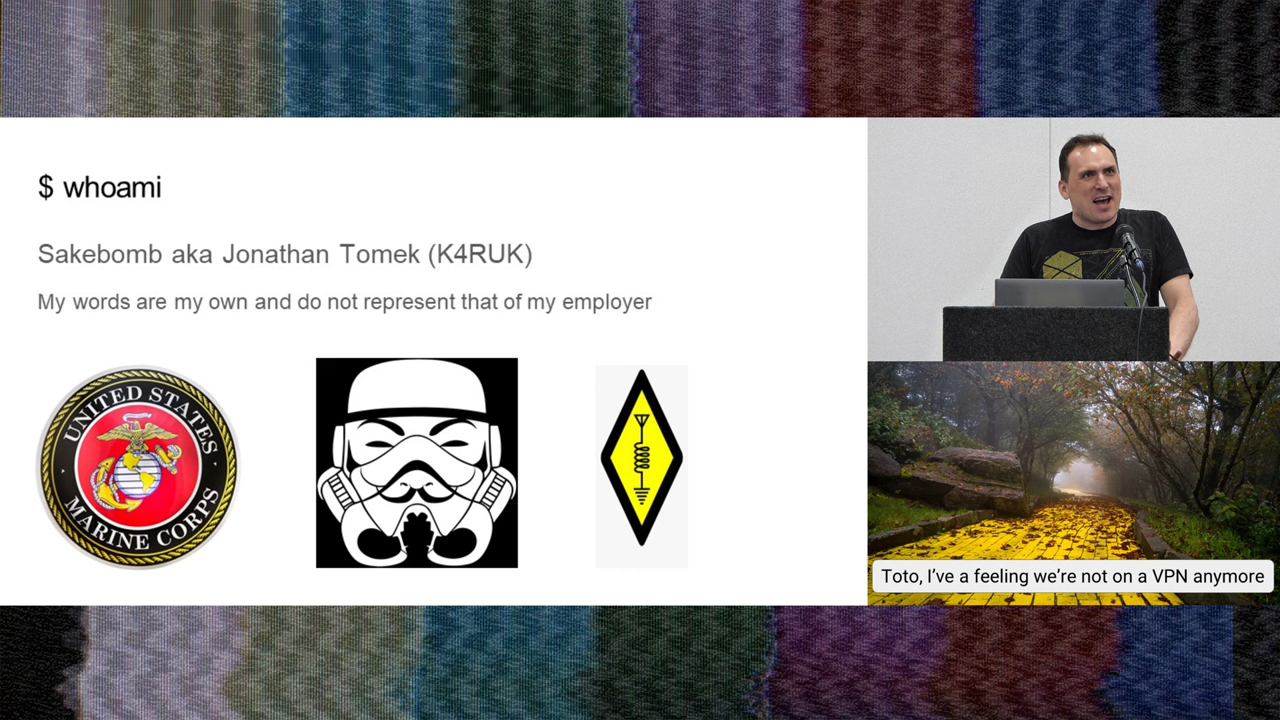 $ whoami
Sakebomb aka Jonathan Tomek (K4RUK)
My words are my own and do not represent that of my employer
UNITED STATES
MARINE CORPS
Toto, I’ve a feeling we’re not on a VPN anymore